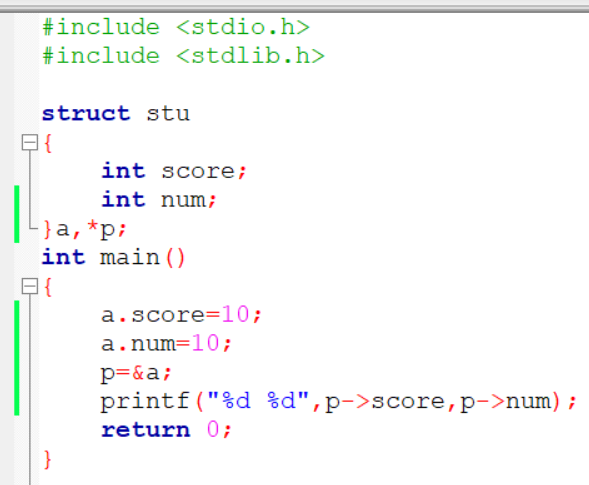 #include <stdio.h>
#include <stdlib.h>
struct stu
{
int score;
int num;
}a,*p;
int main()
{
a.score=10;
a.num=10;
p=&a;
printf("%d %d",p->score,p->num);
return 0;
}